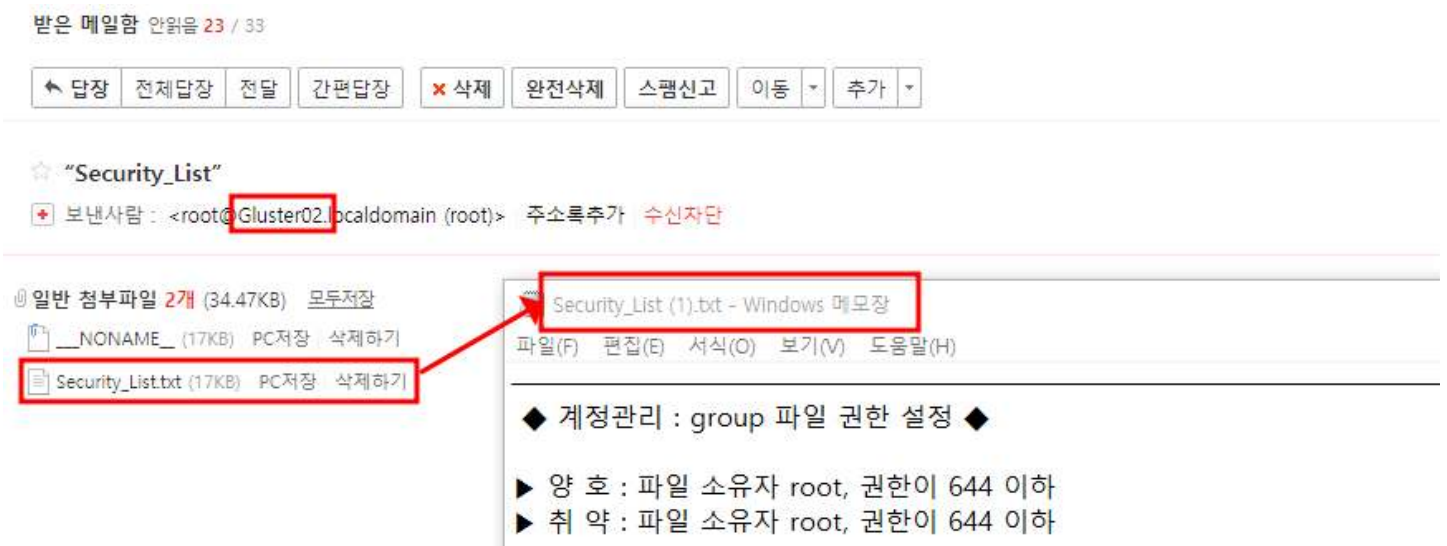 받은 메일함 안읽음 23 / 33
답장 전체답장 전달 간편답장 삭제 완전삭제 스팸신고 이동 추가
“Security_List”
보낸사람 : <root@Gluster02.localdomain (root)> 주소록추가 수신차단
일반 첨부파일 2개 (34.47KB) 모두저장
__NONAME__ (17KB) PC저장 삭제하기
Security_List.txt (17KB) PC저장 삭제하기
Security_List (1).txt - Windows 메모장
파일(F) 편집(E) 서식(O) 보기(V) 도움말(H)
◆ 계정관리 : group 파일 권한 설정 ◆
▶ 양 호 : 파일 소유자 root, 권한이 644 이하
▶ 취 약 : 파일 소유자 root, 권한이 644 이하